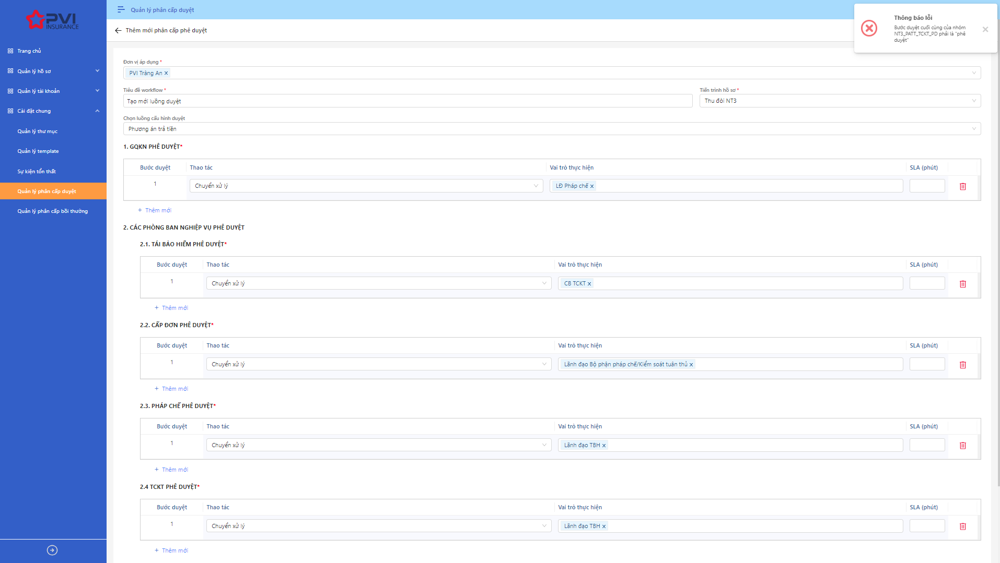 PVI
INSURANCE
Trang chủ
Quản lý hồ sơ
Quản lý tài khoản
Cài đặt chung
Quản lý thư mục
Quản lý template
Sự kiện tổn thất
Quản lý phân cấp duyệt
Quản lý phân cấp bồi thường
Quản lý phân cấp duyệt
Thêm mới phân cấp phê duyệt
Thông báo lỗi
Bước duyệt cuối cùng của nhóm
NT3_PATT_TCKT_PD phải là "phê
duyệt"
Đơn vị áp dụng *
PVI Tràng An x
Tiêu đề workflow *
Tạo mới luồng duyệt
Tiến trình hồ sơ *
Thu đòi NT3
Chọn luồng cấu hình duyệt
Phương án trả tiền
1. GQKN PHÊ DUYỆT*
Bước duyệt Thao tác Vai trò thực hiện SLA (phút)
1 Chuyển xử lý LĐ Pháp chế x
+ Thêm mới
2. CÁC PHÒNG BAN NGHIỆP VỤ PHÊ DUYỆT
2.1. TÁI BẢO HIỂM PHÊ DUYỆT*
Bước duyệt Thao tác Vai trò thực hiện SLA (phút)
1 Chuyển xử lý CB TCKT x
+ Thêm mới
2.2. CẤP ĐƠN PHÊ DUYỆT*
Bước duyệt Thao tác Vai trò thực hiện SLA (phút)
1 Chuyển xử lý Lãnh đạo Bộ phận pháp chế/Kiểm soát tuân thủ x
+ Thêm mới
2.3. PHÁP CHẾ PHÊ DUYỆT*
Bước duyệt Thao tác Vai trò thực hiện SLA (phút)
1 Chuyển xử lý Lãnh đạo TBH x
+ Thêm mới
2.4 TCKT PHÊ DUYỆT*
Bước duyệt Thao tác Vai trò thực hiện SLA (phút)
1 Chuyển xử lý Lãnh đạo TBH x
+ Thêm mới